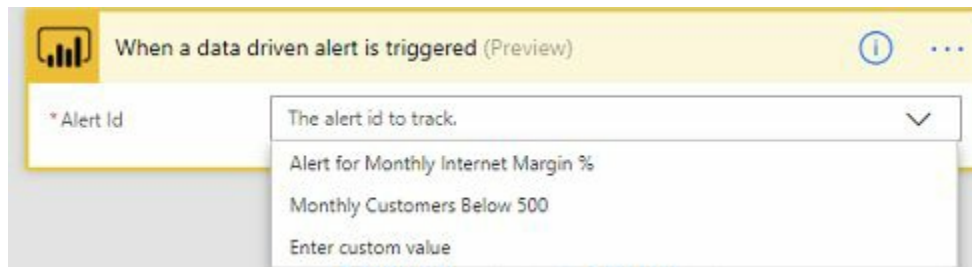 When a data driven alert is triggered (Preview)
* Alert Id
The alert id to track.
Alert for Monthly Internet Margin %
Monthly Customers Below 500
Enter custom value